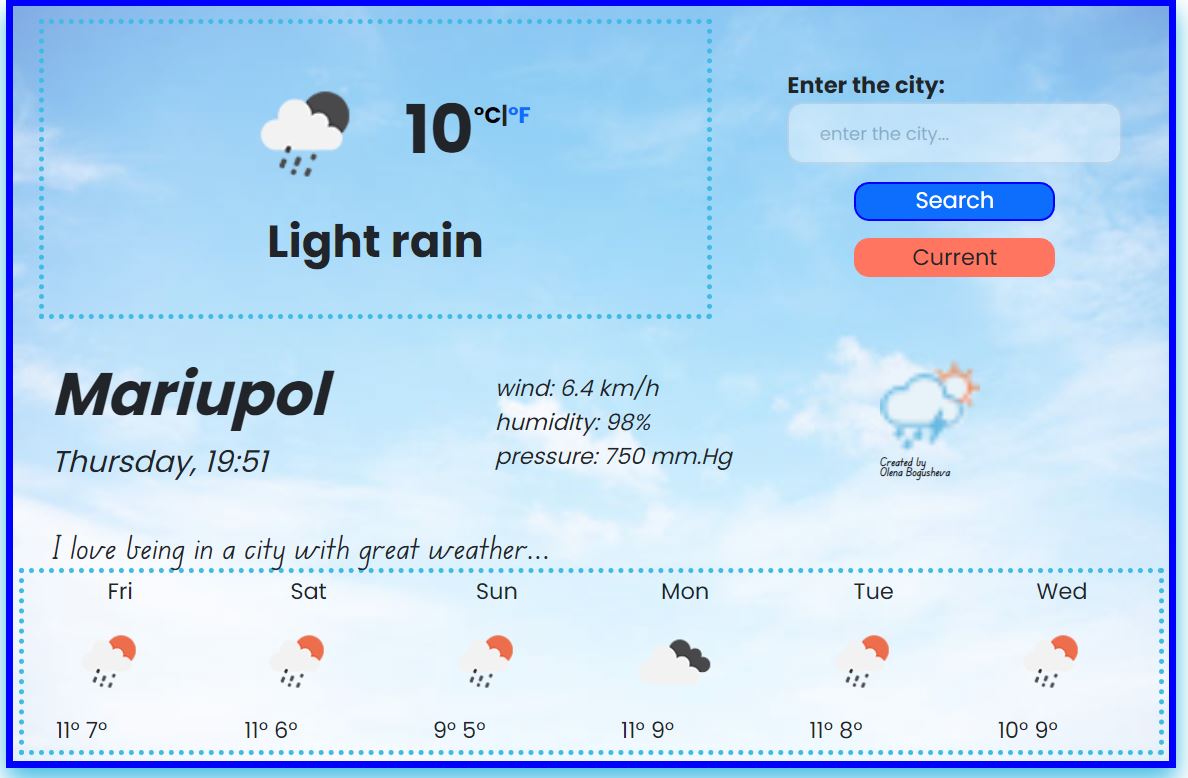 10°C|°F
Light rain
Enter the city:
enter the city...
Search
Current
Mariupol
Thursday, 19:51
wind: 6.4 km/h
humidity: 98%
pressure: 750 mm.Hg
Created by
Olena Bogusheva
I love being in a city with great weather...
Fri Sat Sun Mon Tue Wed
11° 7° 11° 6° 9° 5° 11° 9° 11° 8° 10° 9°